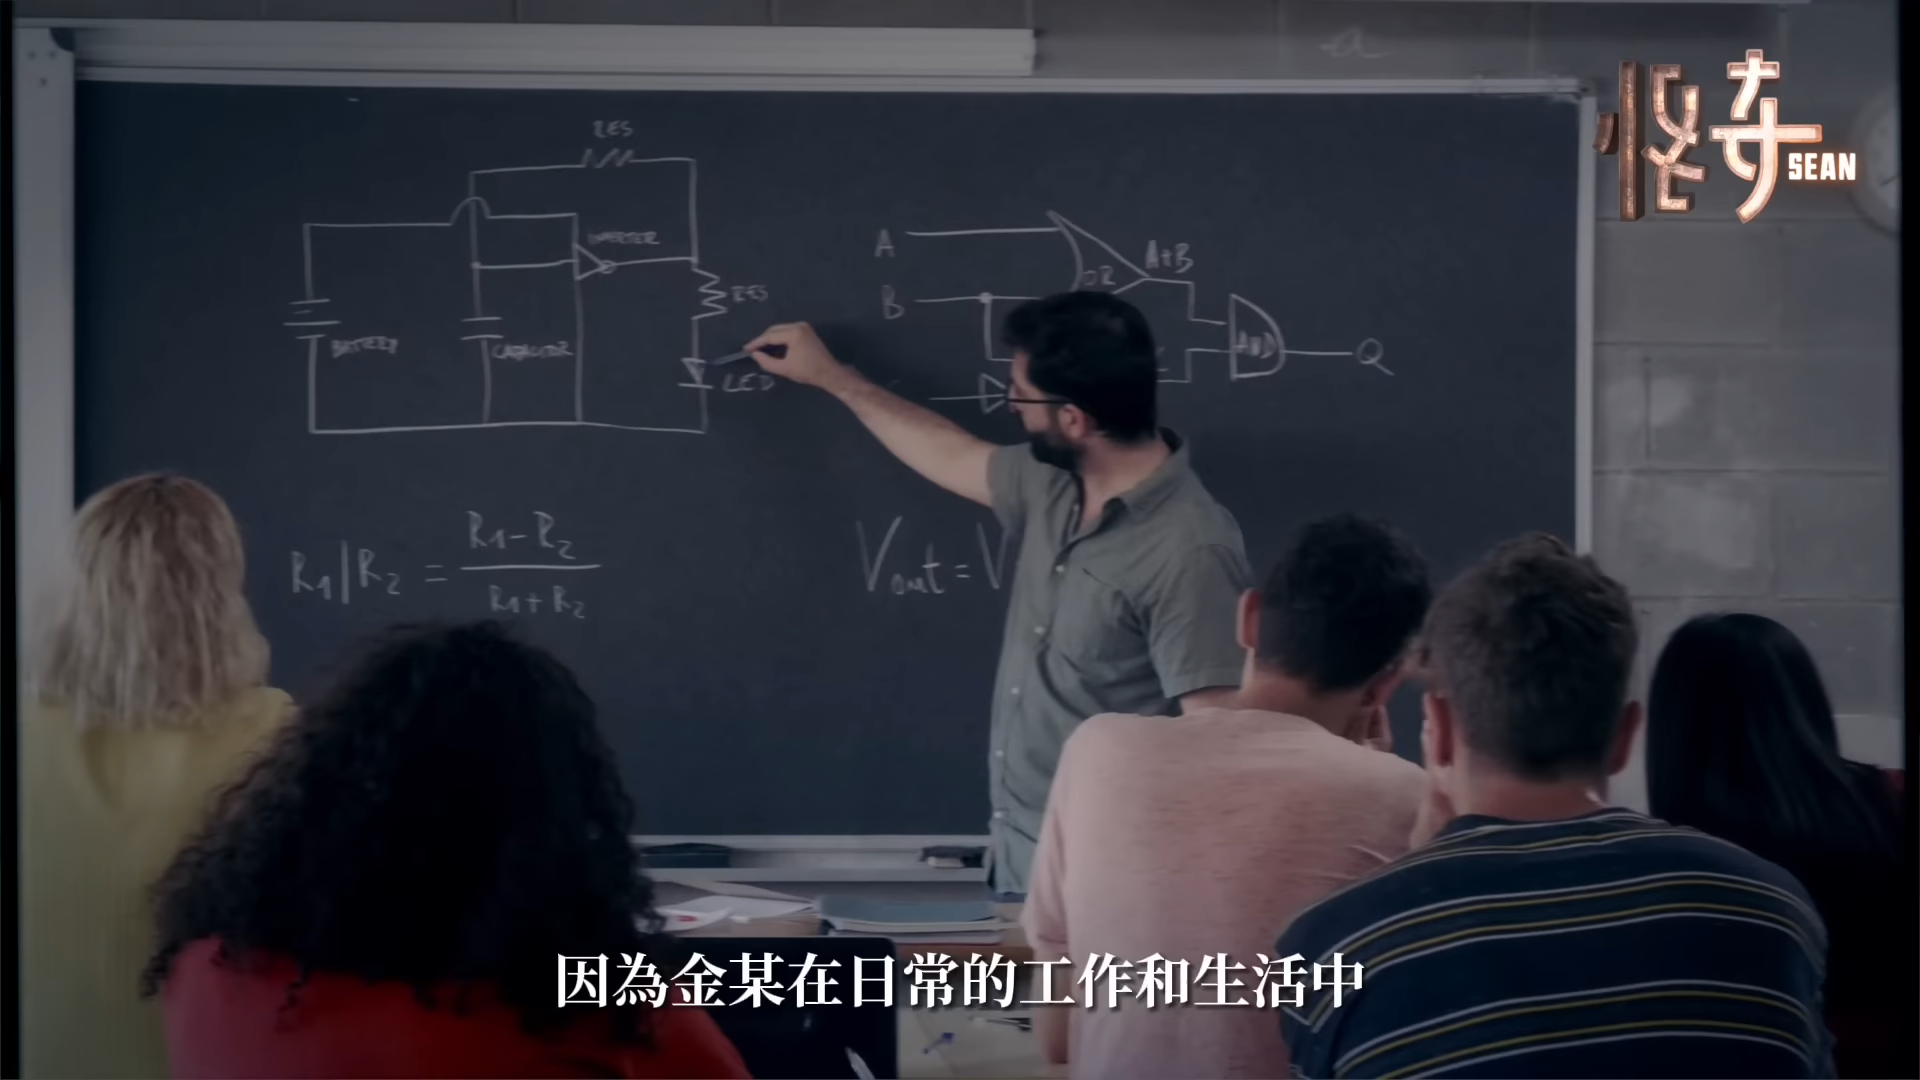 怪奇
SEAN
RES
INVERTER
RES
BATTERY
CAPACITOR
LED
A
B
OR
A+B
AND
Q
R1|R2 = R1-R2
R1+R2
Vout = V
因為金某在日常的工作和生活中